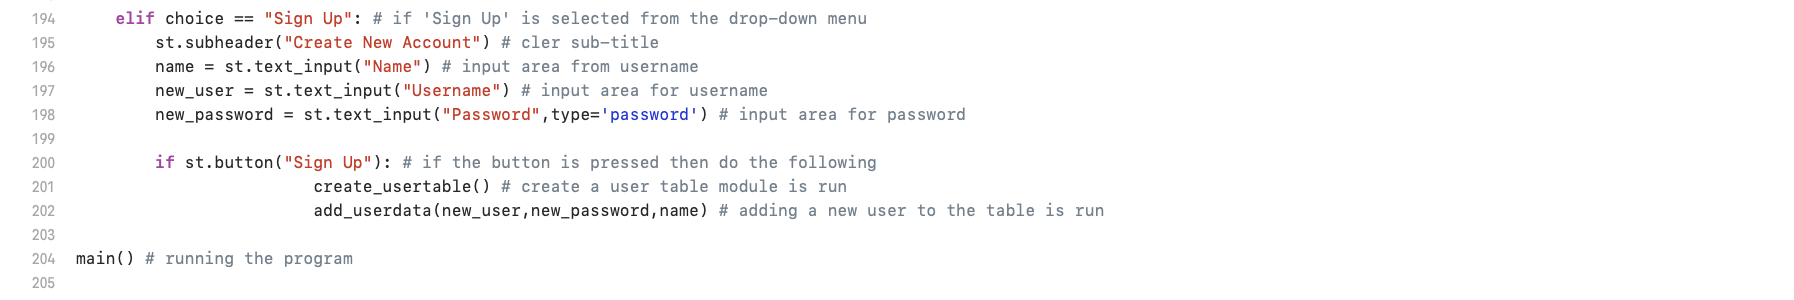 194 elif choice == "Sign Up": # if 'Sign Up' is selected from the drop-down menu
195 st.subheader("Create New Account") # cler sub-title
196 name = st.text_input("Name") # input area from username
197 new_user = st.text_input("Username") # input area for username
198 new_password = st.text_input("Password",type='password') # input area for password
199
200 if st.button("Sign Up"): # if the button is pressed then do the following
201 create_usertable() # create a user table module is run
202 add_userdata(new_user,new_password,name) # adding a new user to the table is run
203
204 main() # running the program
205